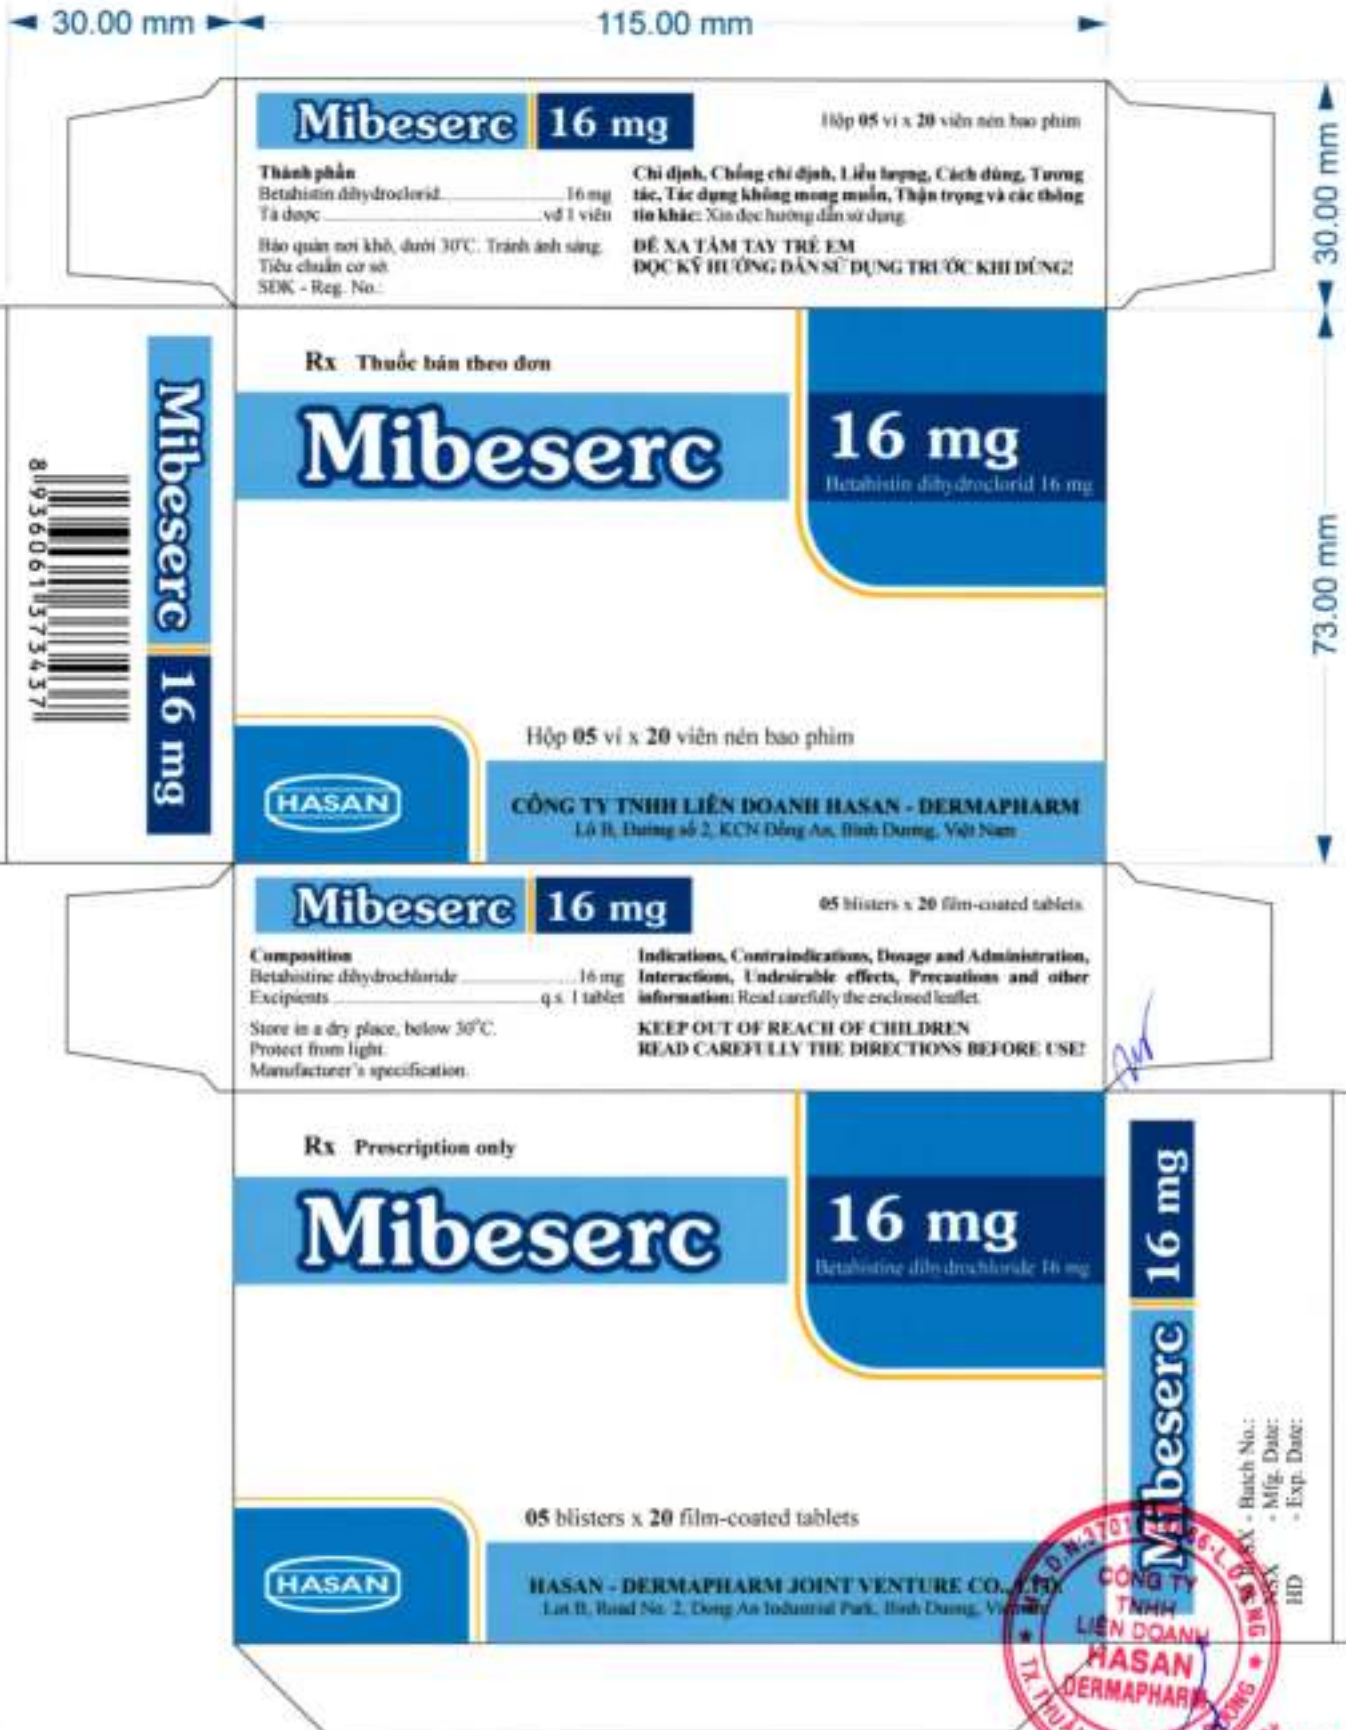 30.00 mm
115.00 mm
Mibeserc 16 mg
Hộp 05 vỉ x 20 viên nén bao phim
Thành phần
Betahistin dihydroclorid 16 mg
Tá dược vđ 1 viên
Bảo quản nơi khô, dưới 30°C. Tránh ánh sáng.
Tiêu chuẩn cơ sở.
SĐK - Reg. No.:
Chỉ định, Chống chỉ định, Liều lượng, Cách dùng, Tương
tác, Tác dụng không mong muốn, Thận trọng và các thông
tin khác: Xin đọc hướng dẫn sử dụng.
ĐỂ XA TẦM TAY TRẺ EM
ĐỌC KỸ HƯỚNG DẪN SỬ DỤNG TRƯỚC KHI DÙNG!
30.00 mm
Mibeserc 16 mg
8936061373437
Rx Thuốc bán theo đơn
Mibeserc
16 mg
Betahistin dihydroclorid 16 mg
Hộp 05 vỉ x 20 viên nén bao phim
HASAN
CÔNG TY TNHH LIÊN DOANH HASAN - DERMAPHARM
Lô B, Đường số 2, KCN Đồng An, Bình Dương, Việt Nam
73.00 mm
Mibeserc 16 mg
05 blisters x 20 film-coated tablets
Composition
Betahistine dihydrochloride 16 mg
Excipients q.s. 1 tablet
Store in a dry place, below 30°C.
Protect from light.
Manufacturer's specification.
Indications, Contraindications, Dosage and Administration,
Interactions, Undesirable effects, Precautions and other
information: Read carefully the enclosed leaflet.
KEEP OUT OF REACH OF CHILDREN
READ CAREFULLY THE DIRECTIONS BEFORE USE!
Rx Prescription only
Mibeserc
16 mg
Betahistine dihydrochloride 16 mg
05 blisters x 20 film-coated tablets
HASAN
HASAN - DERMAPHARM JOINT VENTURE CO., LTD.
Lot B, Road No. 2, Dong An Industrial Park, Binh Duong, Vietnam
Mibeserc 16 mg
- Batch No.:
NSX - Mfg. Date:
HD - Exp. Date:
CÔNG TY
TNHH
LIÊN DOANH
HASAN
DERMAPHARM